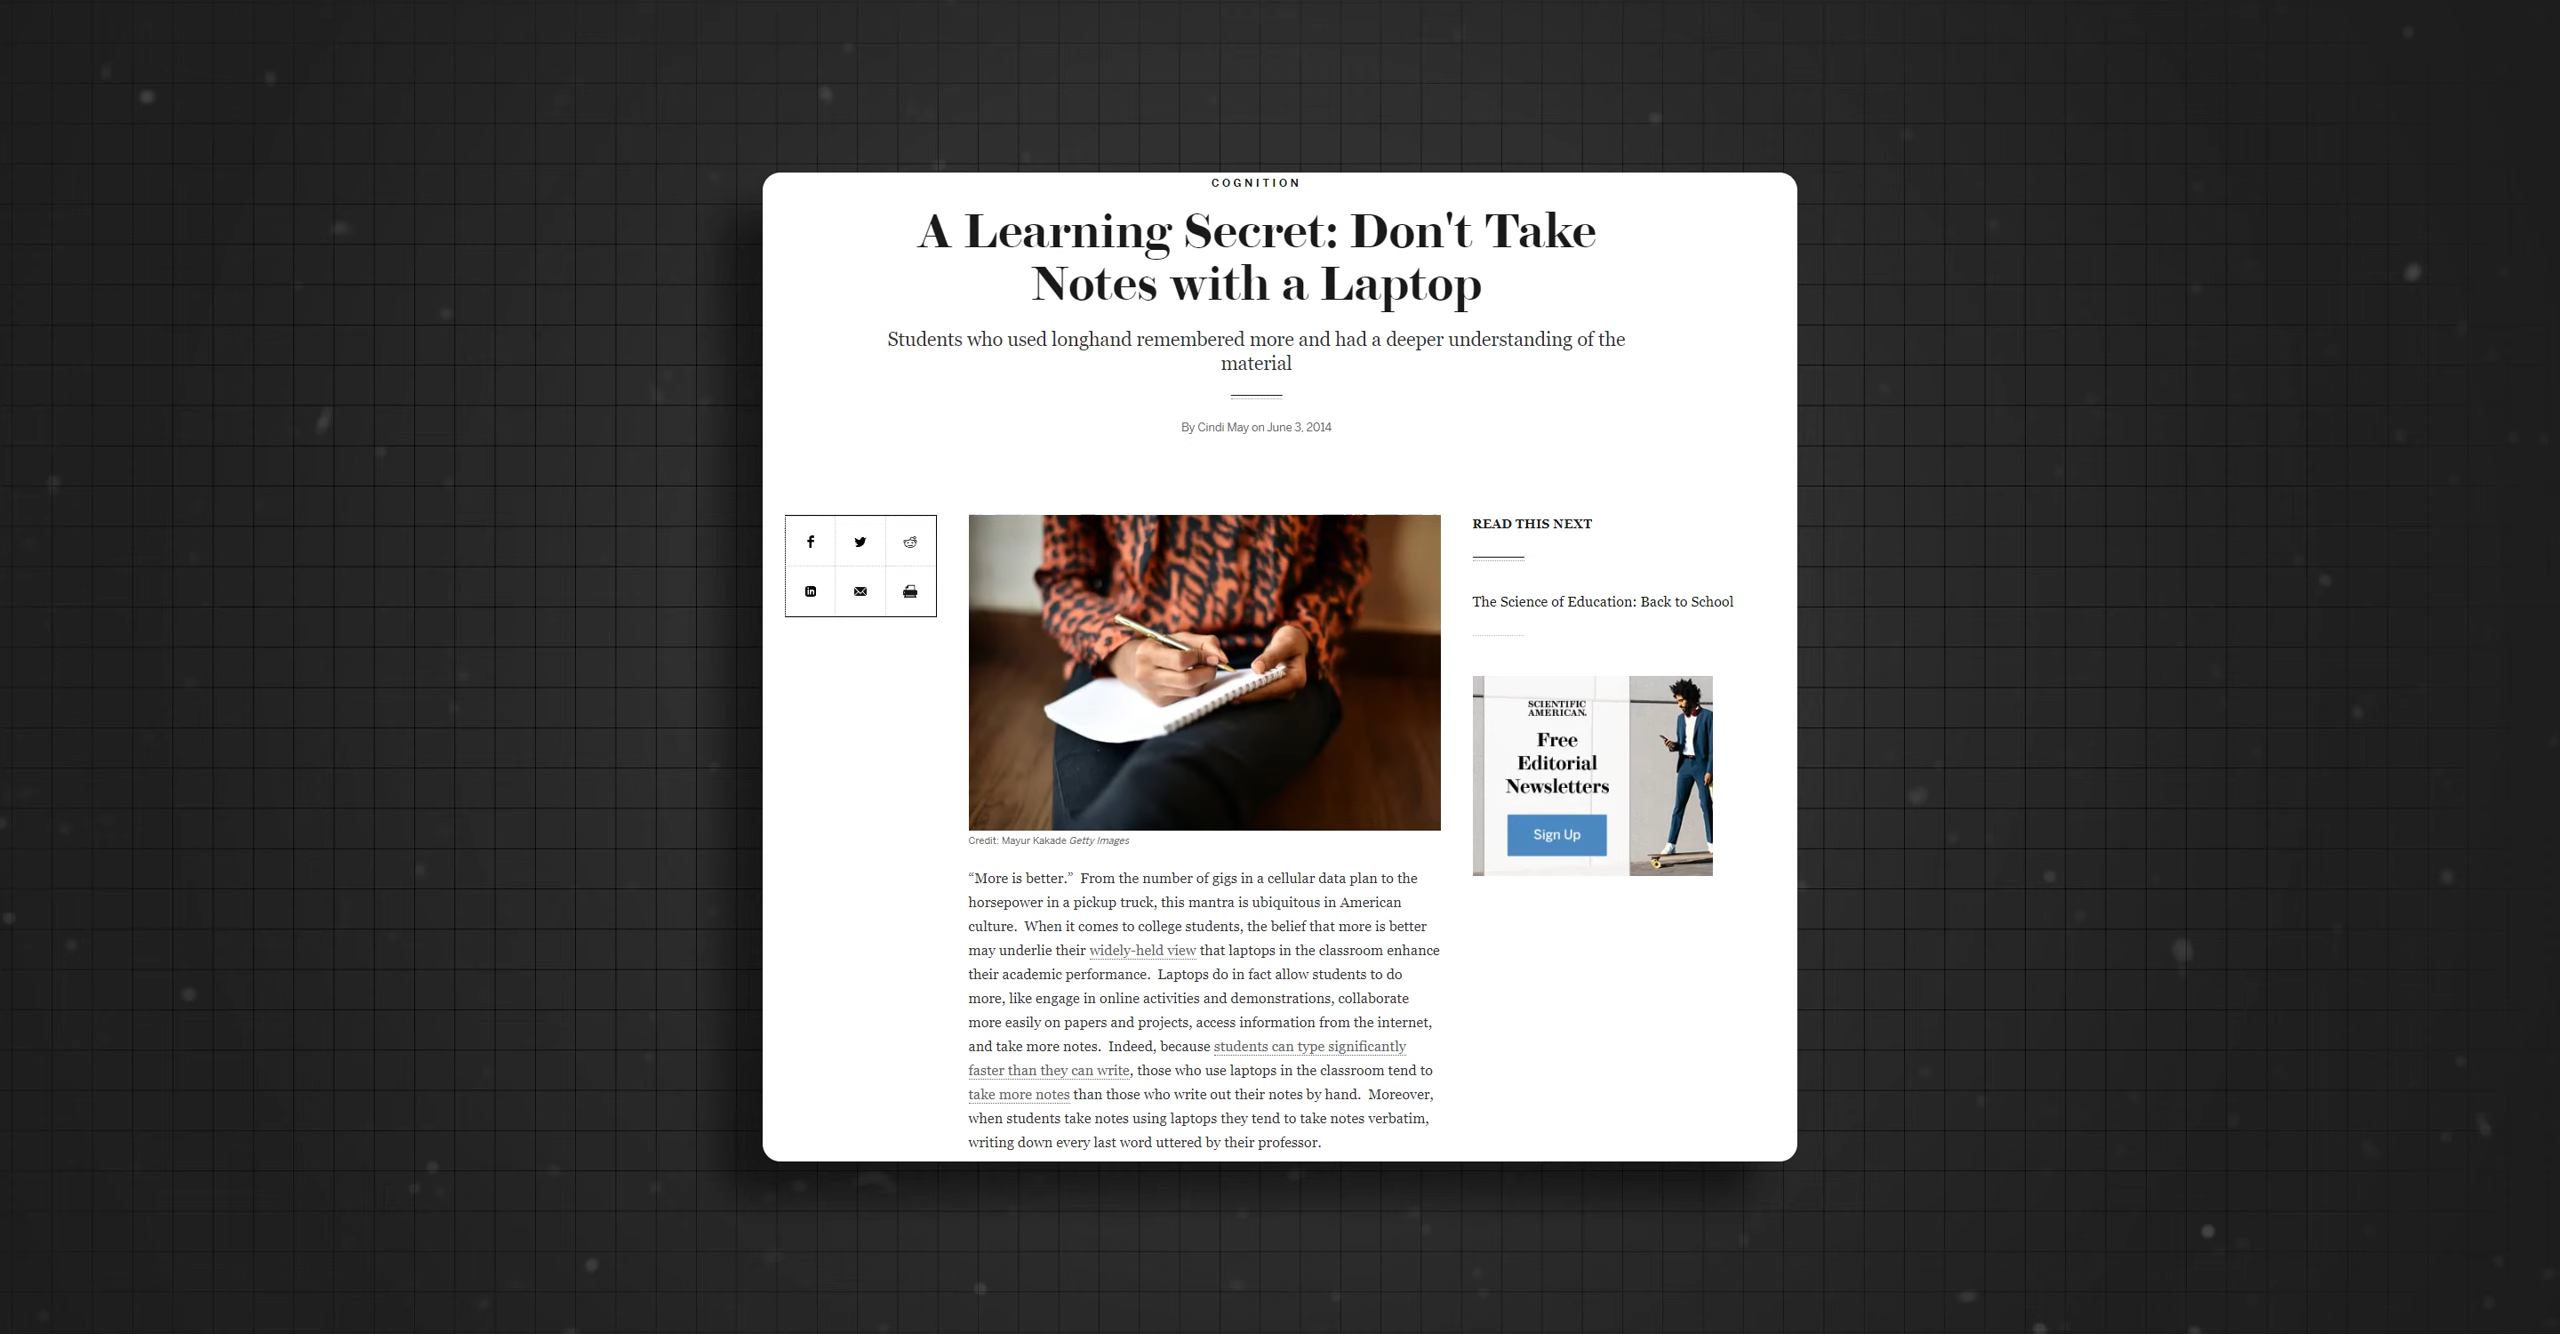 COGNITION
A Learning Secret: Don't Take
Notes with a Laptop
Students who used longhand remembered more and had a deeper understanding of the
material
By Cindi May on June 3, 2014
READ THIS NEXT
The Science of Education: Back to School
SCIENTIFIC
AMERICAN.
Free
Editorial
Newsletters
Sign Up
Credit: Mayur Kakade Getty Images
“More is better.”  From the number of gigs in a cellular data plan to the
horsepower in a pickup truck, this mantra is ubiquitous in American
culture.  When it comes to college students, the belief that more is better
may underlie their widely-held view that laptops in the classroom enhance
their academic performance.  Laptops do in fact allow students to do
more, like engage in online activities and demonstrations, collaborate
more easily on papers and projects, access information from the internet,
and take more notes.  Indeed, because students can type significantly
faster than they can write, those who use laptops in the classroom tend to
take more notes than those who write out their notes by hand.  Moreover,
when students take notes using laptops they tend to take notes verbatim,
writing down every last word uttered by their professor.